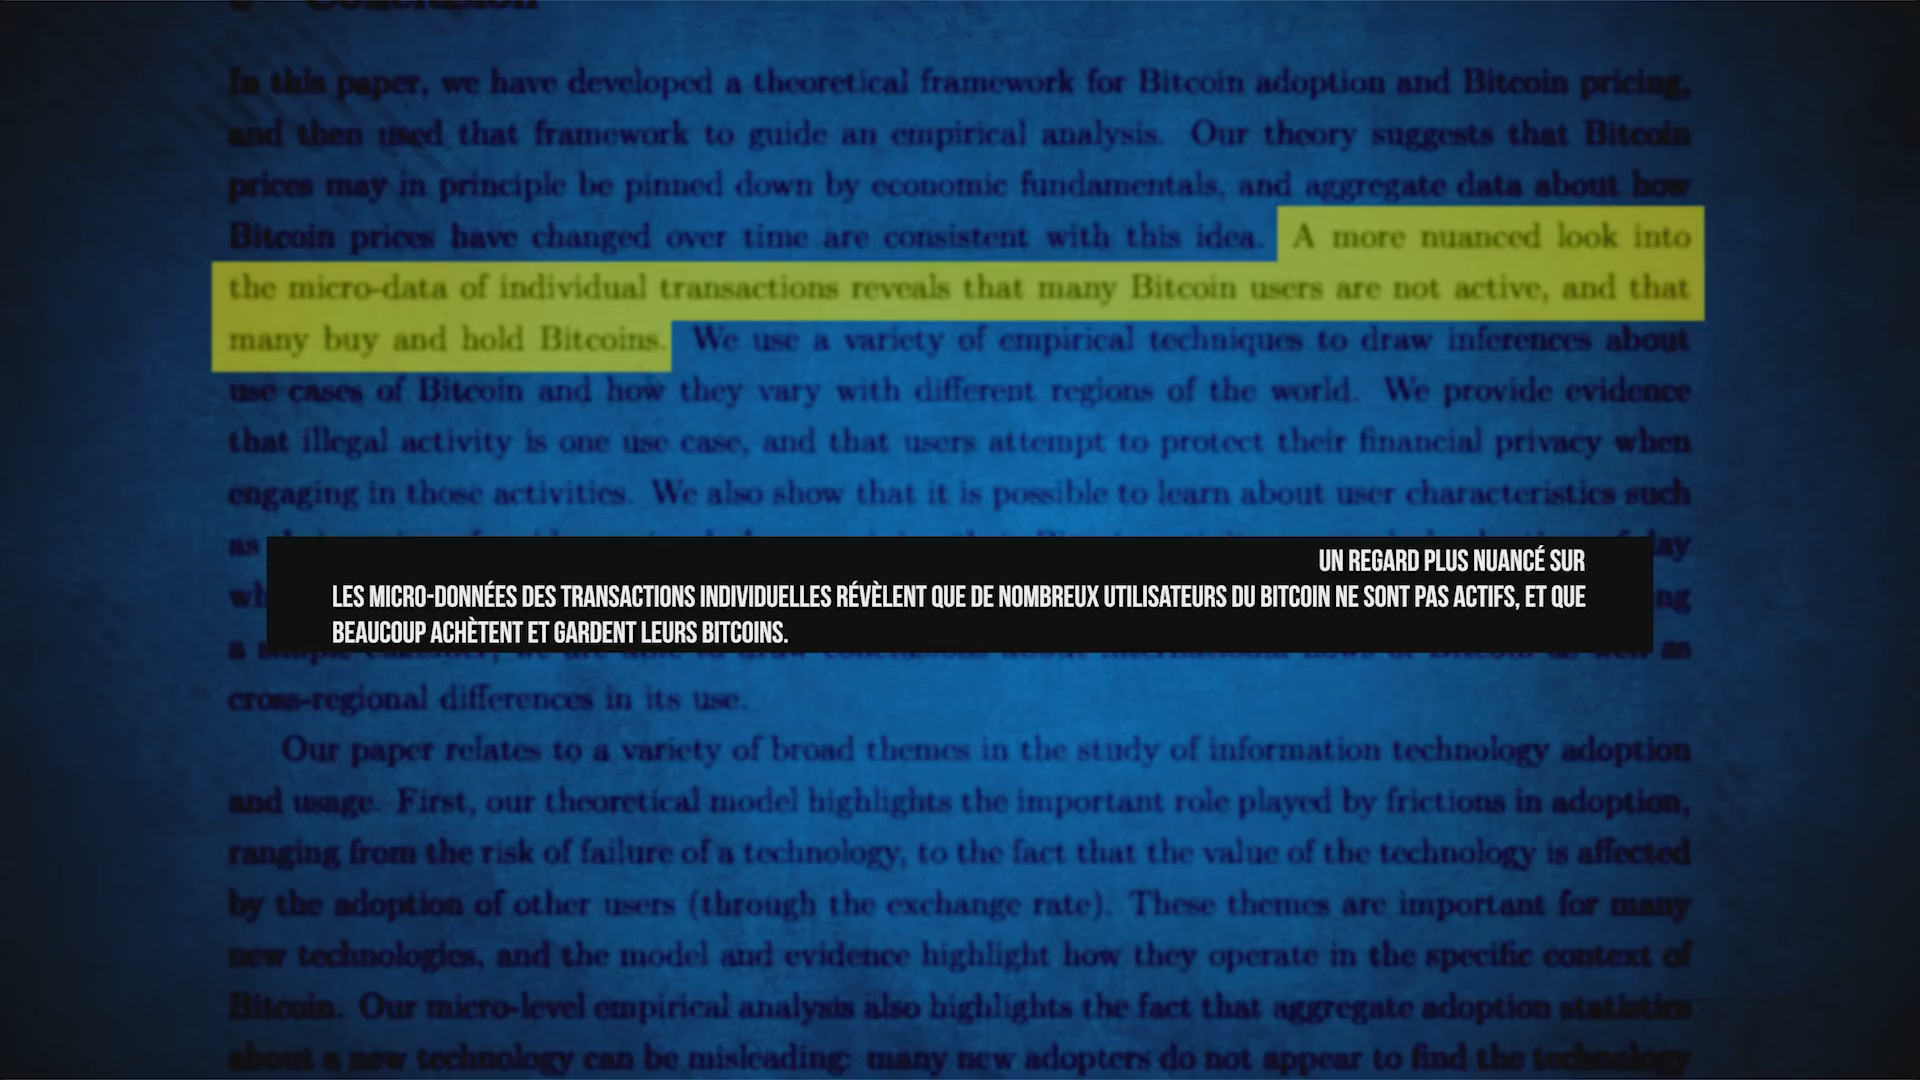 Conclusion
In this paper, we have developed a theoretical framework for Bitcoin adoption and Bitcoin pricing,
and then used that framework to guide an empirical analysis. Our theory suggests that Bitcoin
prices may in principle be pinned down by economic fundamentals, and aggregate data about how
Bitcoin prices have changed over time are consistent with this idea. A more nuanced look into
the micro-data of individual transactions reveals that many Bitcoin users are not active, and that
many buy and hold Bitcoins. We use a variety of empirical techniques to draw inferences about
use cases of Bitcoin and how they vary with different regions of the world. We provide evidence
that illegal activity is one use case, and that users attempt to protect their financial privacy when
engaging in those activities. We also show that it is possible to learn about user characteristics such
as
UN REGARD PLUS NUANCÉ SUR
LES MICRO-DONNÉES DES TRANSACTIONS INDIVIDUELLES RÉVÈLENT QUE DE NOMBREUX UTILISATEURS DU BITCOIN NE SONT PAS ACTIFS, ET QUE
BEAUCOUP ACHÈTENT ET GARDENT LEURS BITCOINS.
a as
cross-regional differences in its use.
Our paper relates to a variety of broad themes in the study of information technology adoption
and usage. First, our theoretical model highlights the important role played by frictions in adoption,
ranging from the risk of failure of a technology, to the fact that the value of the technology is affected
by the adoption of other users (through the exchange rate). These themes are important for many
new technologies, and the model and evidence highlight how they operate in the specific context of
Bitcoin. Our micro-level empirical analysis also highlights the fact that aggregate adoption statistics
about a new technology can be misleading: many new adopters do not appear to find the technology